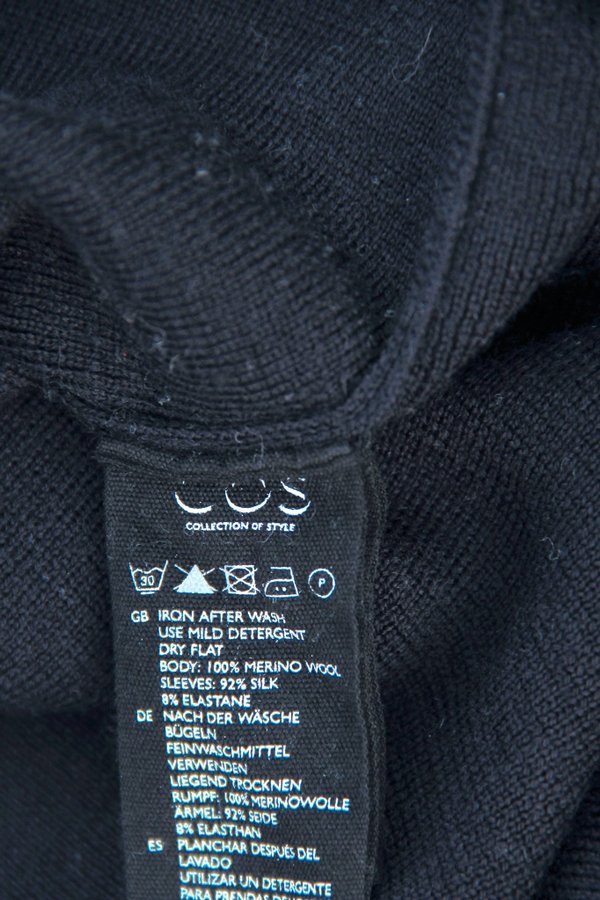 COS
COLLECTION OF STYLE
30 P
GB IRON AFTER WASH
USE MILD DETERGENT
DRY FLAT
BODY: 100% MERINO WOOL
SLEEVES: 92% SILK
8% ELASTANE
DE NACH DER WÄSCHE
BÜGELN
FEINWASCHMITTEL
VERWENDEN
LIEGEND TROCKNEN
RUMPF: 100% MERINOWOLLE
ÄRMEL: 92% SEIDE
8% ELASTHAN
ES PLANCHAR DESPUÉS DEL
LAVADO
UTILIZAR UN DETERGENTE
PARA PRENDAS